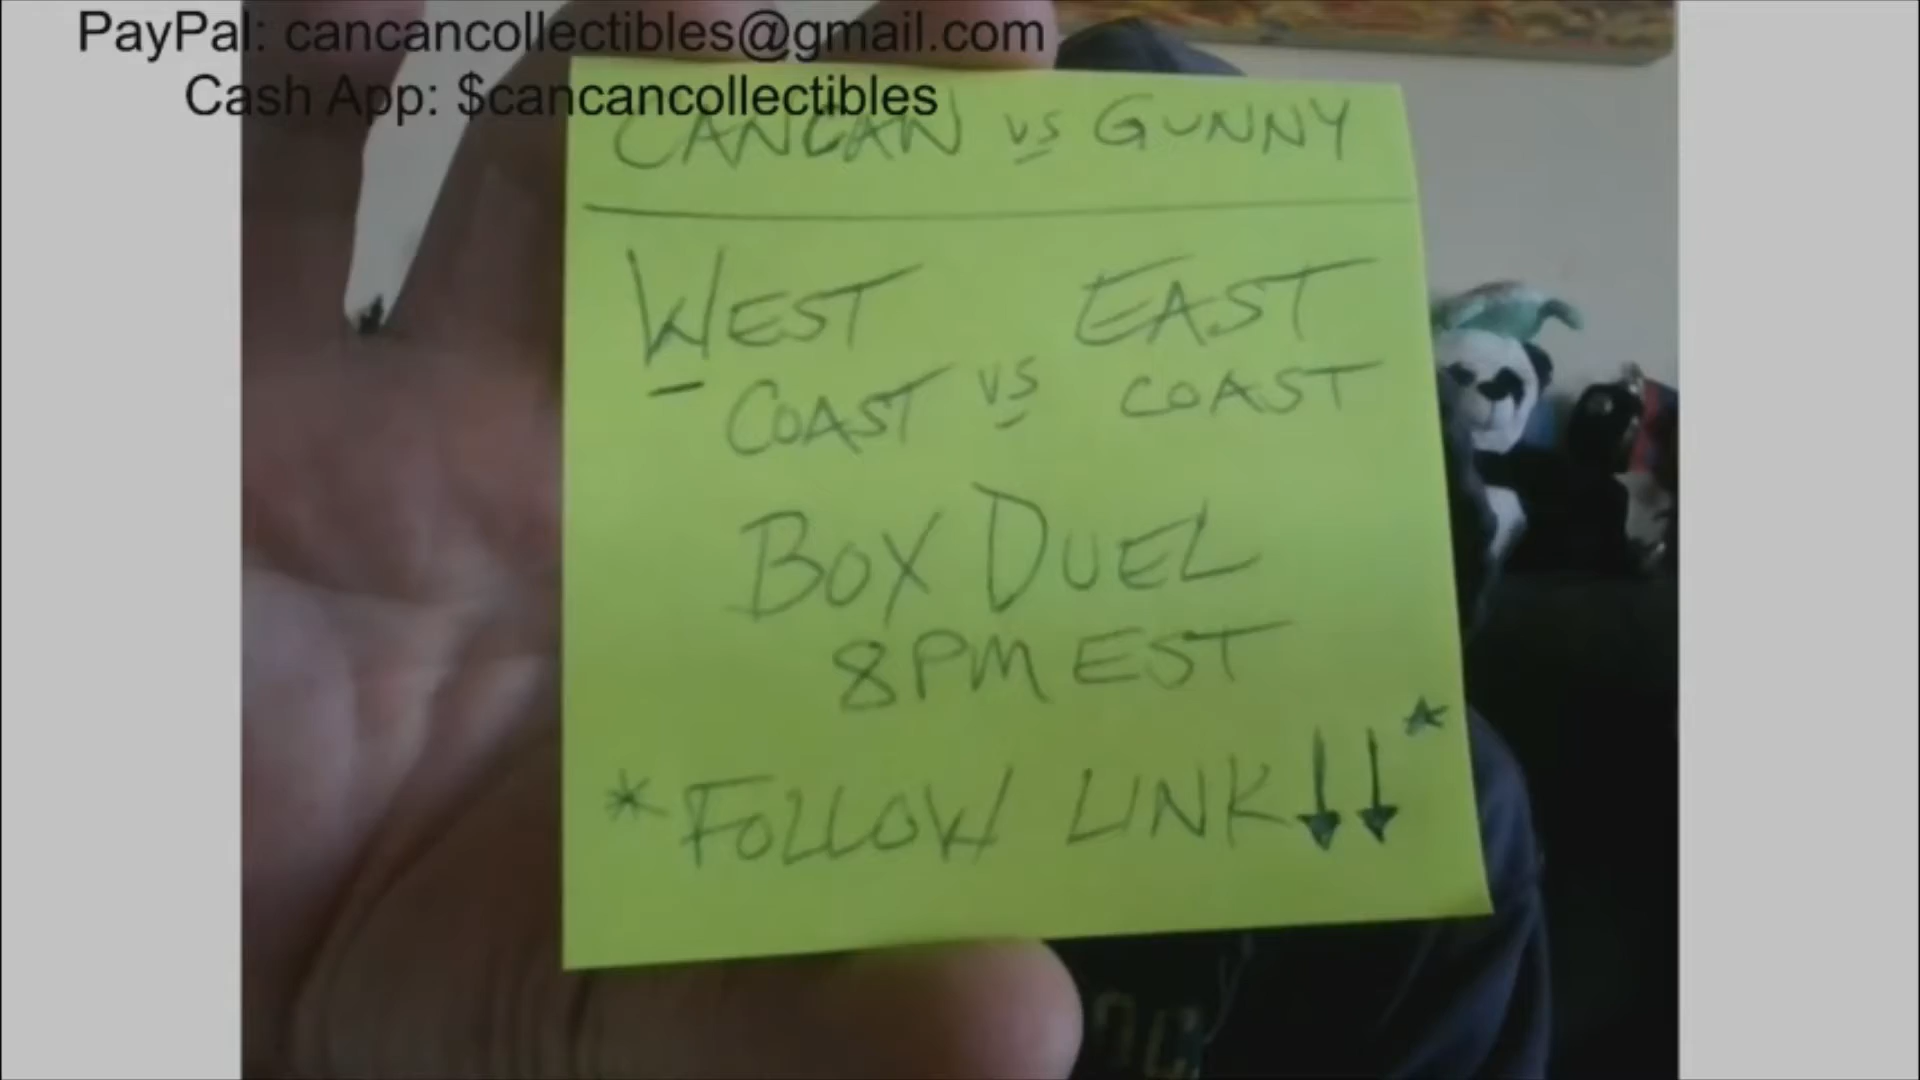 PayPal: cancancollectibles@gmail.com
Cash App: $cancancollectibles
CANCAN vs GUNNY
WEST EAST
COAST vs COAST
BOX DUEL
8PM EST
*FOLLOW LINK↓↓*